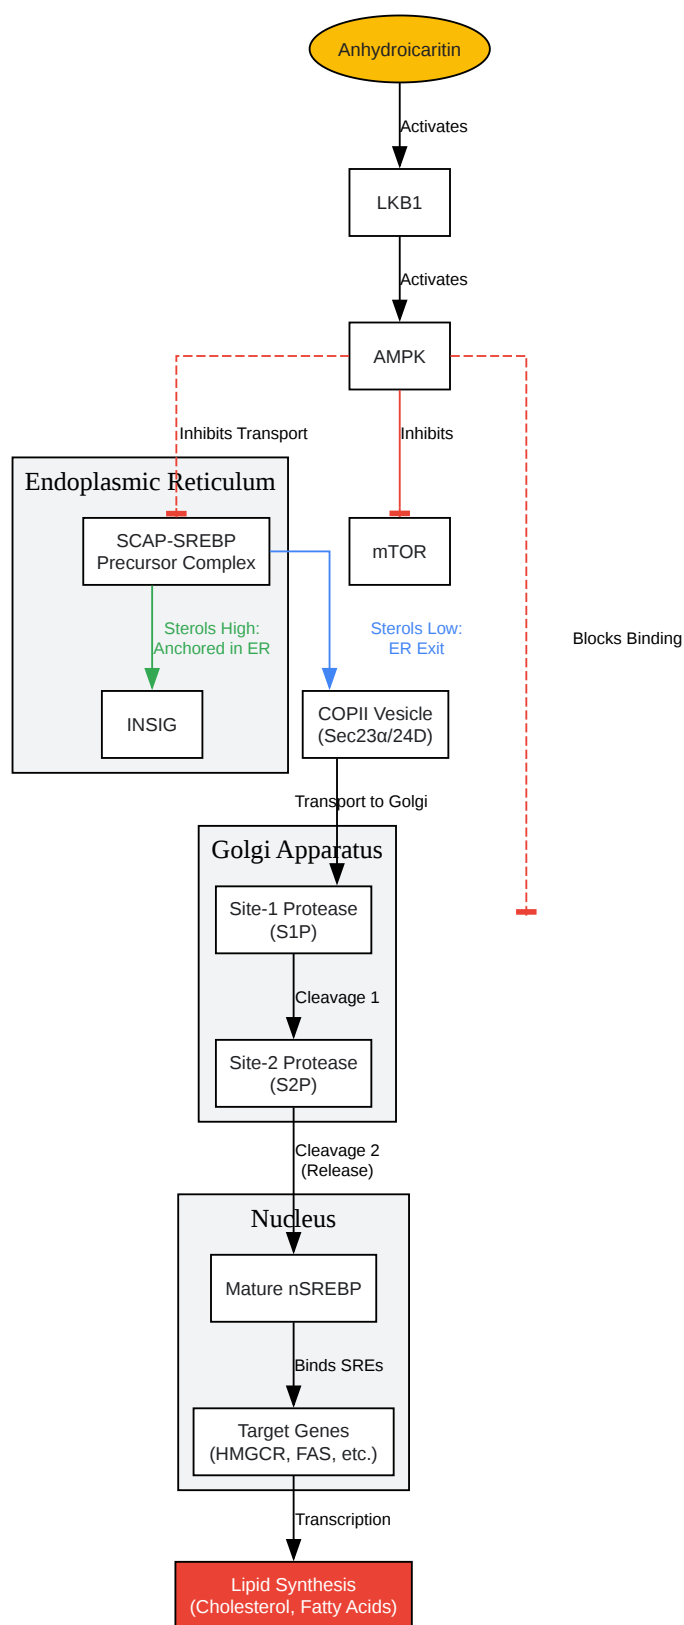 Anhydroicaritin
Activates
LKB1
Activates
AMPK
Inhibits Transport
Inhibits
Endoplasmic Reticulum
SCAP-SREBP
Precursor Complex
mTOR
Sterols High:
Anchored in ER
Sterols Low:
ER Exit
Blocks Binding
INSIG
COPII Vesicle
(Sec23α/24D)
Transport to Golgi
Golgi Apparatus
Site-1 Protease
(S1P)
Cleavage 1
Site-2 Protease
(S2P)
Cleavage 2
(Release)
Nucleus
Mature nSREBP
Binds SREs
Target Genes
(HMGCR, FAS, etc.)
Transcription
Lipid Synthesis
(Cholesterol, Fatty Acids)